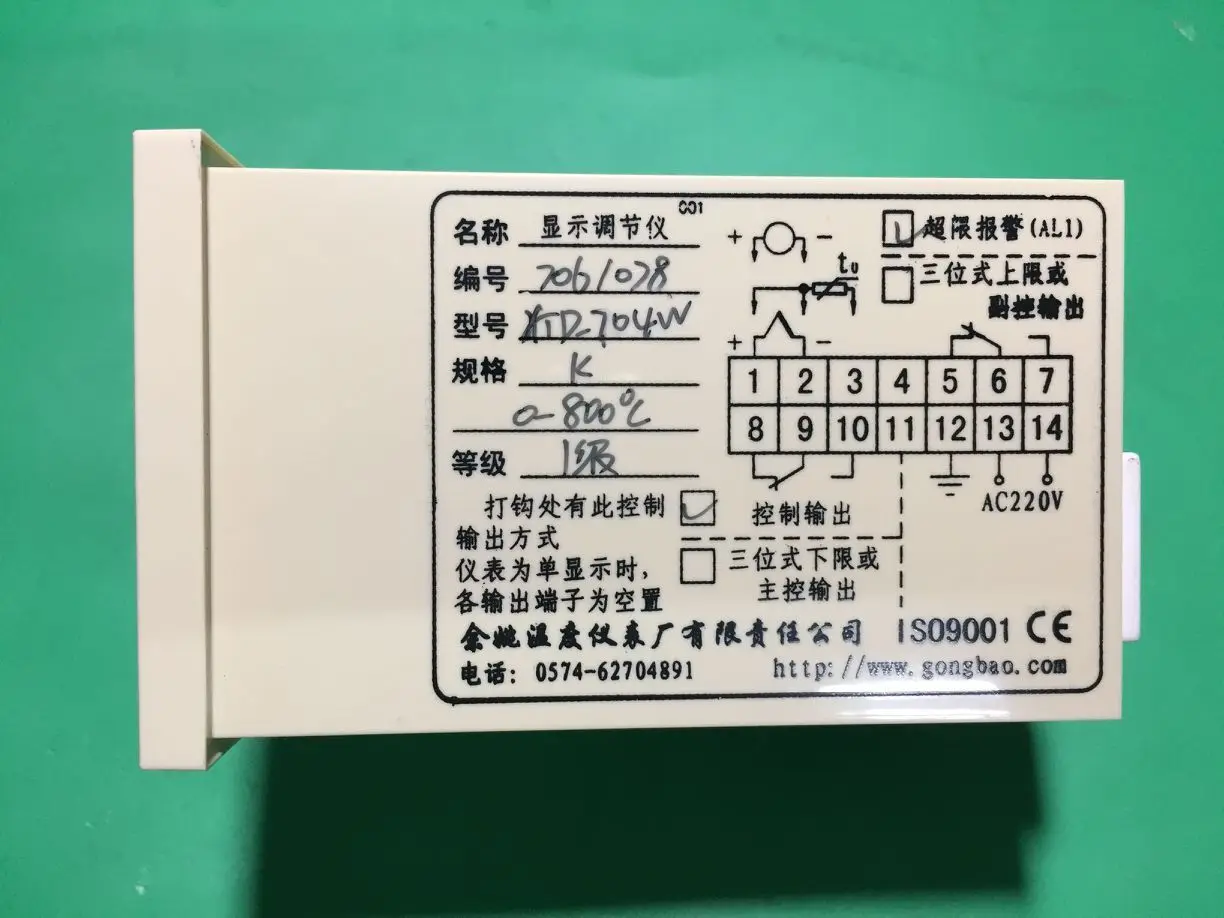 001
名称 显示调节仪
编号 7061078
型号 XTD-704W
规格 K
0-800℃
等级 1级
打钩处有此控制
输出方式
仪表为单显示时，
各输出端子为空置
+ -
超限报警(AL1)
tu
三位式上限或
副控输出
+ -
1 2 3 4 5 6 7
8 9 10 11 12 13 14
AC220V
控制输出
三位式下限或
主控输出
余姚温度仪表厂有限责任公司 ISO9001 CE
电话：0574-62704891 http://www.gongbao.com